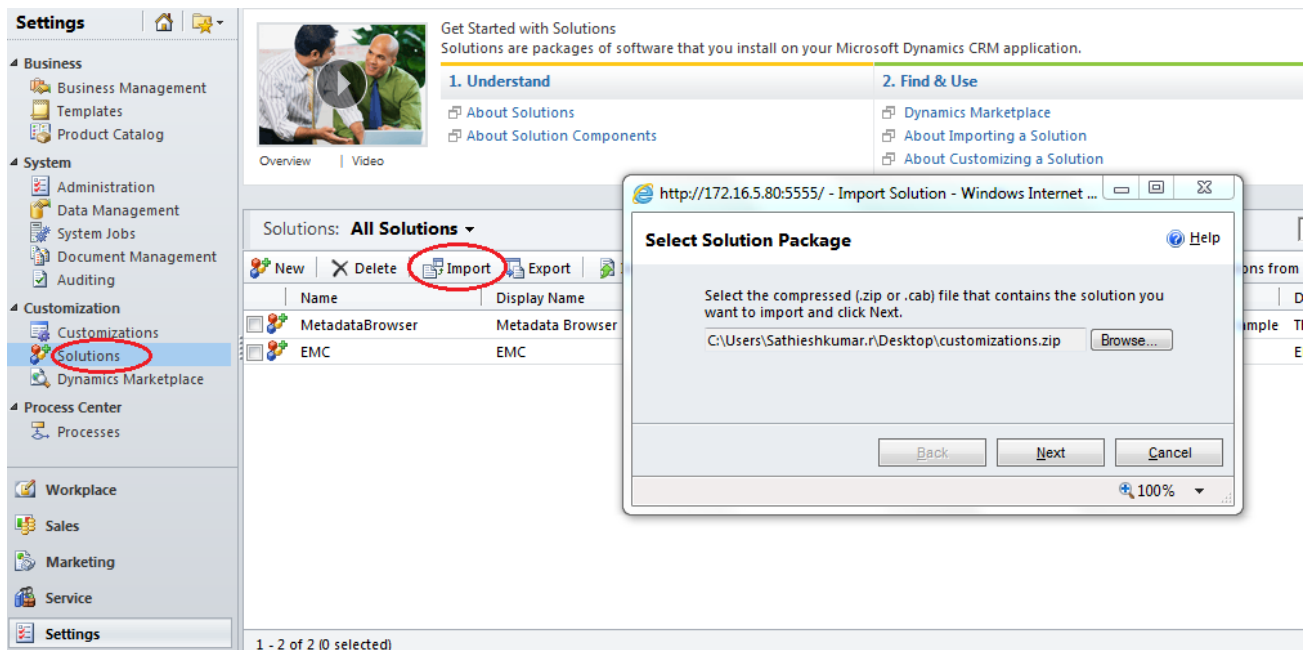 Settings
Business
Business Management
Templates
Product Catalog
System
Administration
Data Management
System Jobs
Document Management
Auditing
Customization
Customizations
Solutions
Dynamics Marketplace
Process Center
Processes
Workplace
Sales
Marketing
Service
Settings
Get Started with Solutions
Solutions are packages of software that you install on your Microsoft Dynamics CRM application.
1. Understand
About Solutions
About Solution Components
2. Find & Use
Dynamics Marketplace
About Importing a Solution
About Customizing a Solution
Overview | Video
Solutions: All Solutions
New Delete Import Export
ons from
Name Display Name D
MetadataBrowser Metadata Browser mple Tl
EMC EMC E
1 - 2 of 2 (0 selected)
http://172.16.5.80:5555/ - Import Solution - Windows Internet ...
Select Solution Package
Help
Select the compressed (.zip or .cab) file that contains the solution you
want to import and click Next.
C:\Users\Sathieshkumar.r\Desktop\customizations.zip Browse...
Back Next Cancel
100%